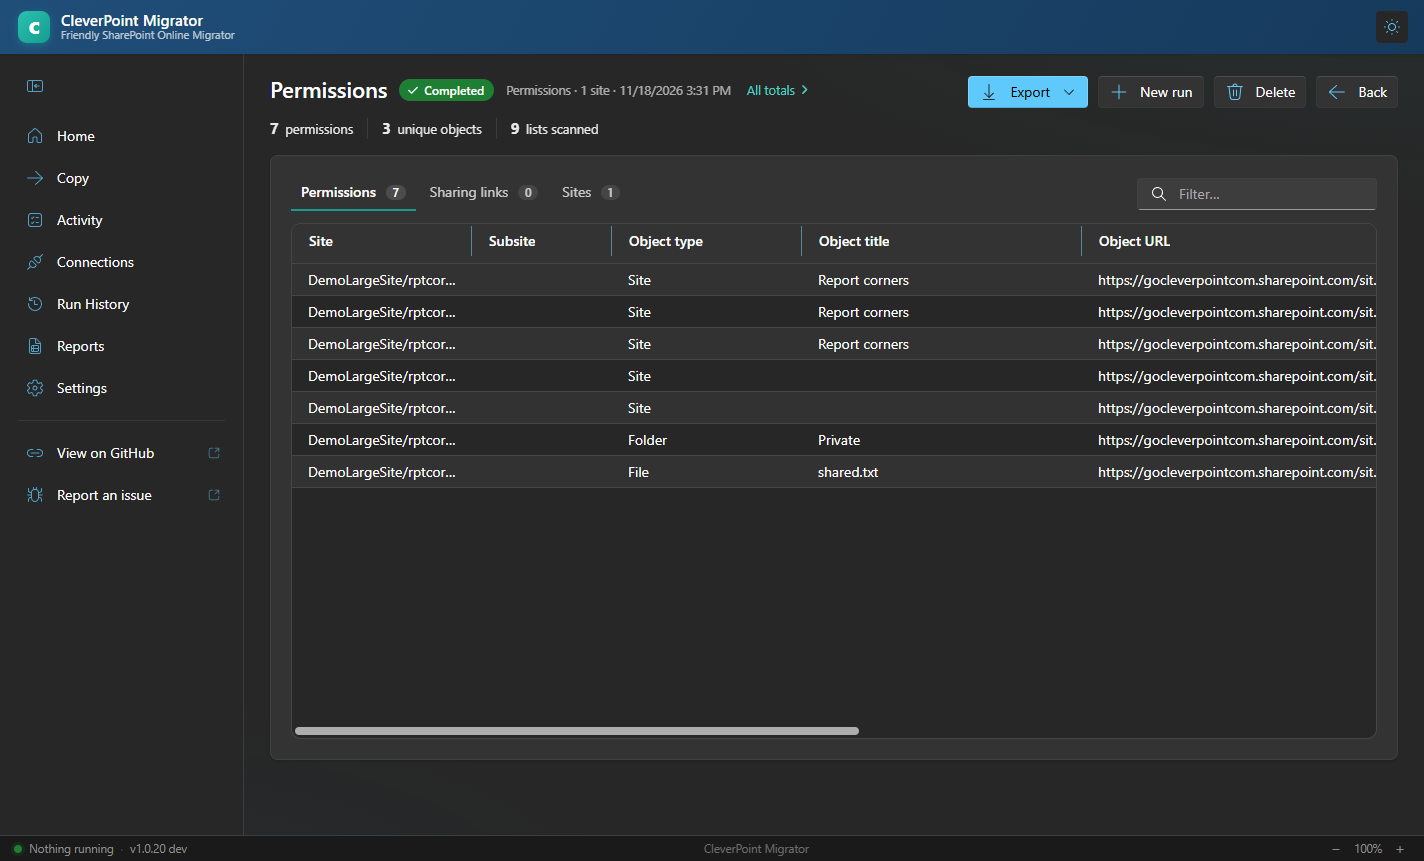 c
CleverPoint Migrator
Friendly SharePoint Online Migrator
Home
Copy
Activity
Connections
Run History
Reports
Settings
View on GitHub
Report an issue
Permissions Completed Permissions · 1 site · 11/18/2026 3:31 PM All totals
Export New run Delete Back
7 permissions 3 unique objects 9 lists scanned
Permissions 7 Sharing links 0 Sites 1 Filter...
Site Subsite Object type Object title Object URL
DemoLargeSite/rptcor... Site Report corners https://gocleverpointcom.sharepoint.com/sit.
DemoLargeSite/rptcor... Site Report corners https://gocleverpointcom.sharepoint.com/sit.
DemoLargeSite/rptcor... Site Report corners https://gocleverpointcom.sharepoint.com/sit.
DemoLargeSite/rptcor... Site https://gocleverpointcom.sharepoint.com/sit.
DemoLargeSite/rptcor... Site https://gocleverpointcom.sharepoint.com/sit.
DemoLargeSite/rptcor... Folder Private https://gocleverpointcom.sharepoint.com/sit.
DemoLargeSite/rptcor... File shared.txt https://gocleverpointcom.sharepoint.com/sit.
Nothing running · v1.0.20 dev CleverPoint Migrator − 100% +